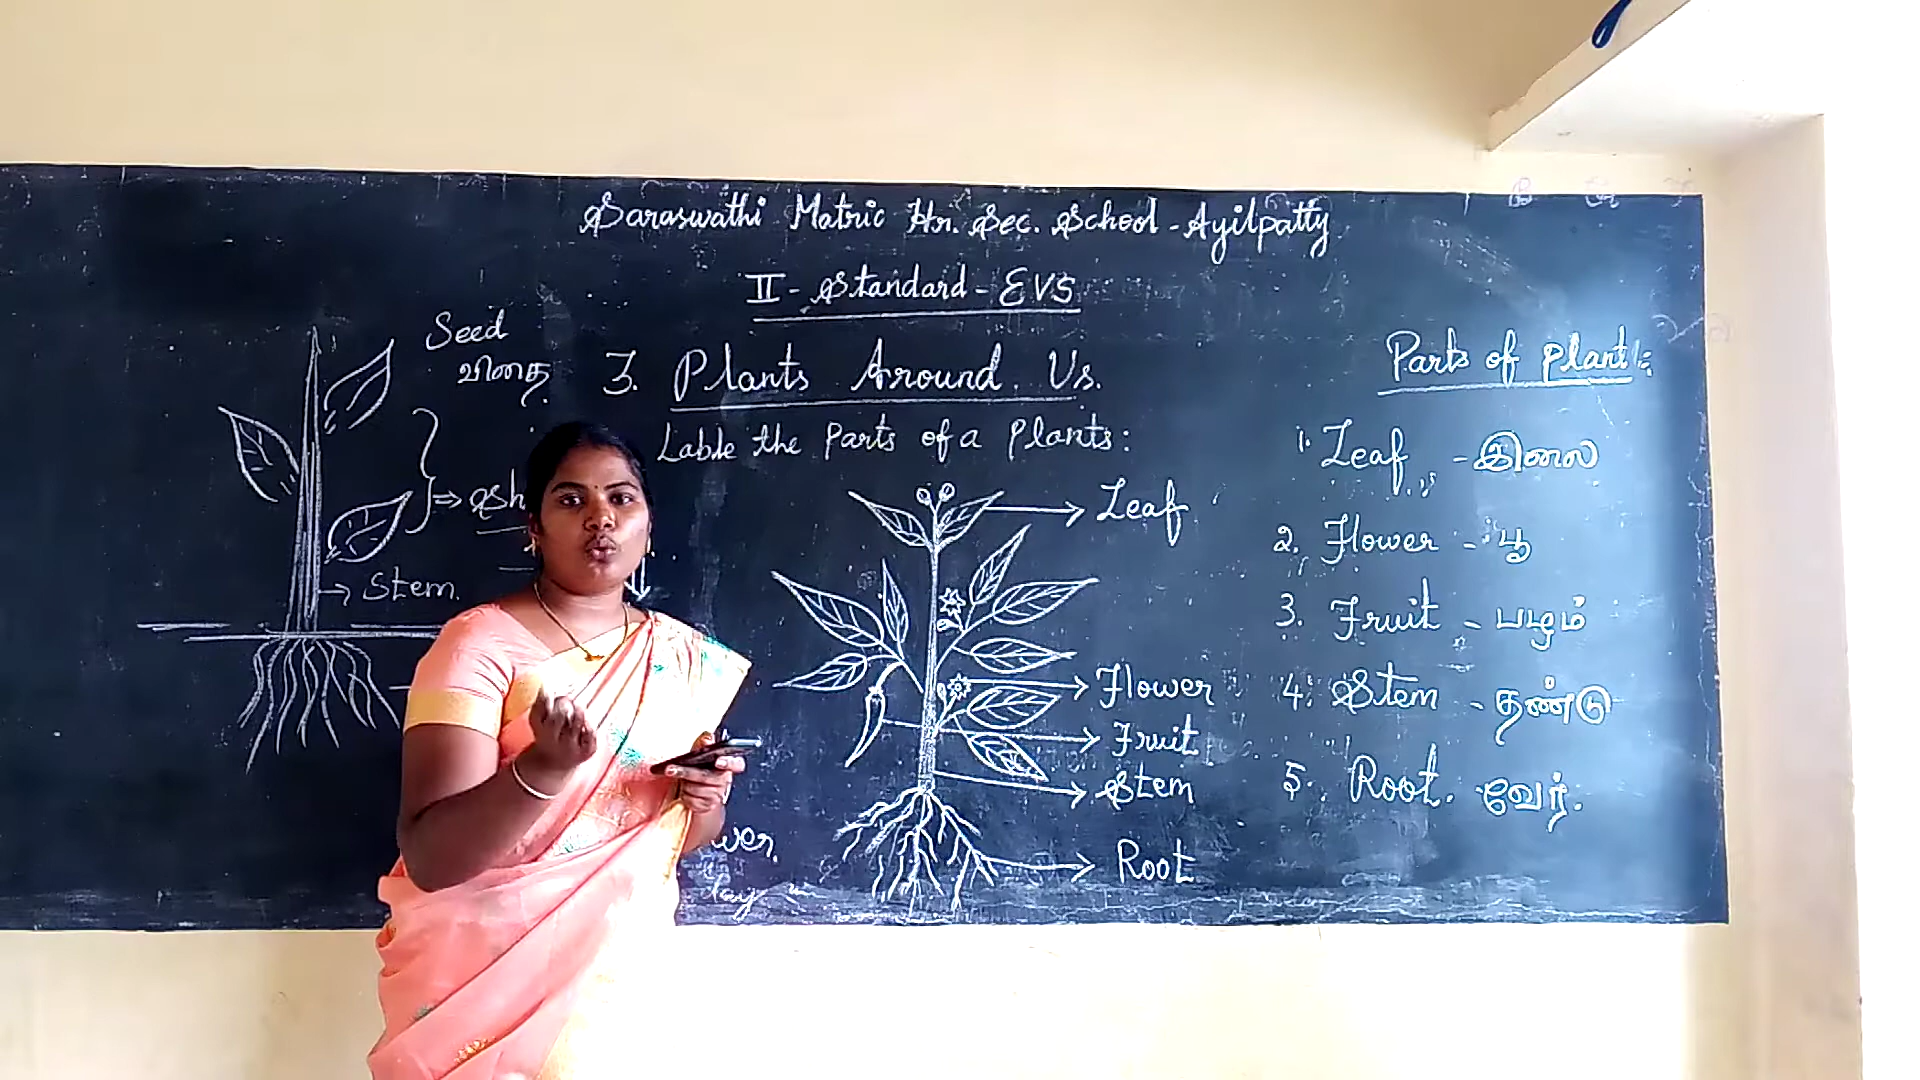 Saraswathi Matric Hr. Sec. School - Ayilpatty
II - Standard - EVS
3. Plants Around Us.
Lable the Parts of a Plants:
Seed
விதை
Stem.
Leaf
Flower
Fruit
Stem
Root
Parts of plant:
1. Leaf - இலை
2. Flower - பூ
3. Fruit - பழம்
4. Stem - தண்டு
5. Root. வேர்.